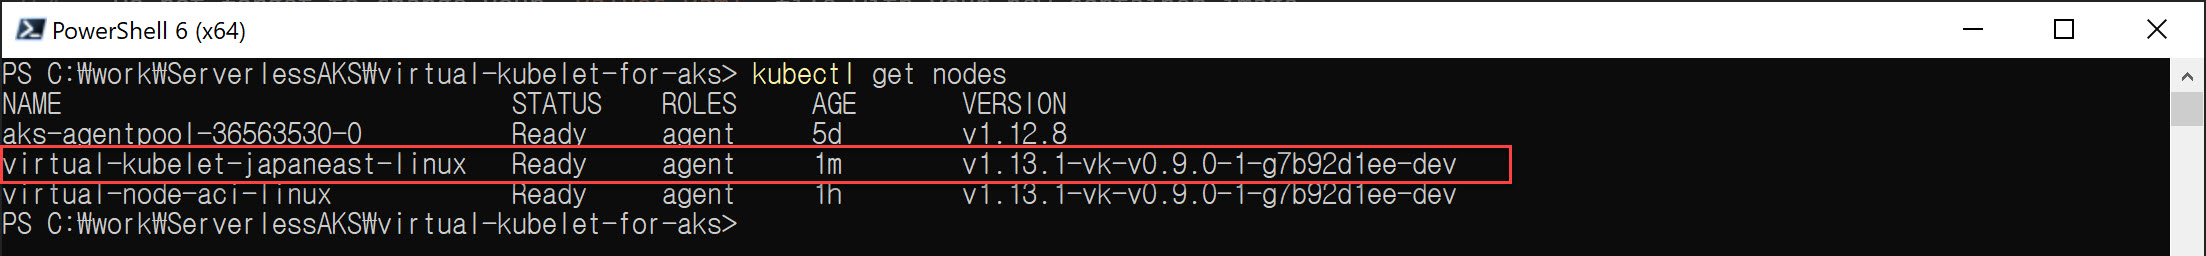 PowerShell 6 (x64)
PS C:₩work₩ServerlessAKS₩virtual-kubelet-for-aks> kubectl get nodes
NAME STATUS ROLES AGE VERSION
aks-agentpool-36563530-0 Ready agent 5d v1.12.8
virtual-kubelet-japaneast-linux Ready agent 1m v1.13.1-vk-v0.9.0-1-g7b92d1ee-dev
virtual-node-aci-linux Ready agent 1h v1.13.1-vk-v0.9.0-1-g7b92d1ee-dev
PS C:₩work₩ServerlessAKS₩virtual-kubelet-for-aks>